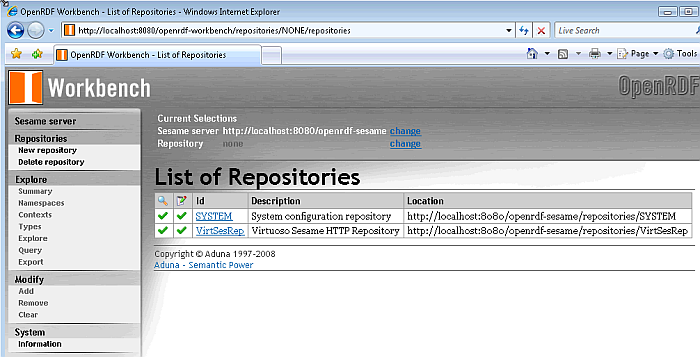 OpenRDF Workbench - List of Repositories - Windows Internet Explorer
http://localhost:8080/openrdf-workbench/repositories/NONE/repositories
Live Search
OpenRDF Workbench - List of Repositories
Page
Tools
Workbench
OpenRDF
Sesame server
Repositories
New repository
Delete repository
Explore
Summary
Namespaces
Contexts
Types
Explore
Query
Export
Modify
Add
Remove
Clear
System
Information
Current Selections
Sesame server http://localhost:8080/openrdf-sesame change
Repository none change
List of Repositories
Id Description Location
SYSTEM System configuration repository http://localhost:8080/openrdf-sesame/repositories/SYSTEM
VirtSesRep Virtuoso Sesame HTTP Repository http://localhost:8080/openrdf-sesame/repositories/VirtSesRep
Copyright © Aduna 1997-2008
Aduna - Semantic Power